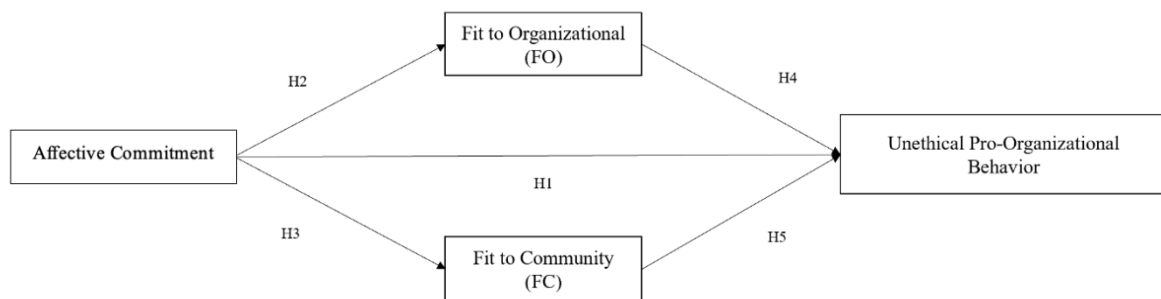 Fit to Organizational
(FO)
H2
H4
Affective Commitment
Unethical Pro-Organizational
Behavior
H1
H3
H5
Fit to Community
(FC)